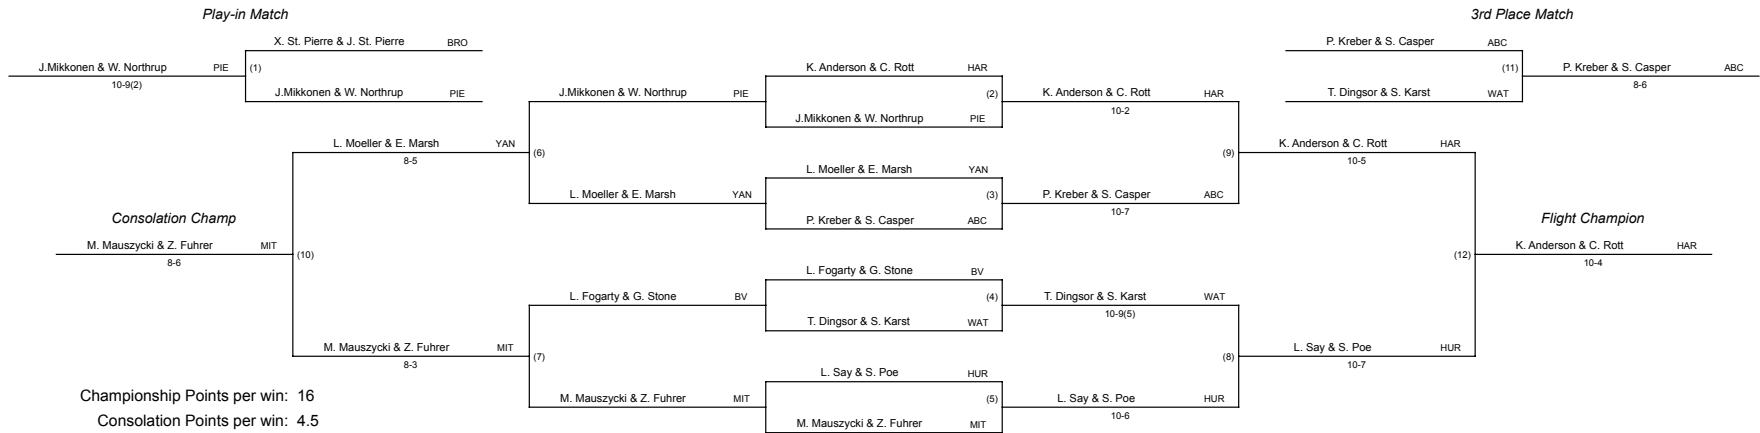 Play-in Match
3rd Place Match
X. St. Pierre & J. St. Pierre BRO
P. Kreber & S. Casper ABC
J.Mikkonen & W. Northrup PIE (1)
K. Anderson & C. Rott HAR
(11) P. Kreber & S. Casper ABC
10-9(2)
8-6
J.Mikkonen & W. Northrup PIE
J.Mikkonen & W. Northrup PIE
(2) K. Anderson & C. Rott HAR
T. Dingsor & S. Karst WAT
10-2
J.Mikkonen & W. Northrup PIE
L. Moeller & E. Marsh YAN
(6)
(9)
K. Anderson & C. Rott HAR
8-5
10-5
L. Moeller & E. Marsh YAN
L. Moeller & E. Marsh YAN
(3) P. Kreber & S. Casper ABC
10-7
Consolation Champ
P. Kreber & S. Casper ABC
Flight Champion
M. Mauszycki & Z. Fuhrer MIT
(10)
(12)
K. Anderson & C. Rott HAR
8-6
10-4
L. Fogarty & G. Stone BV
L. Fogarty & G. Stone BV
(4) T. Dingsor & S. Karst WAT
10-9(5)
T. Dingsor & S. Karst WAT
M. Mauszycki & Z. Fuhrer MIT
(7)
(8)
L. Say & S. Poe HUR
8-3
10-7
L. Say & S. Poe HUR
Championship Points per win: 16
M. Mauszycki & Z. Fuhrer MIT
(5) L. Say & S. Poe HUR
10-6
Consolation Points per win: 4.5
M. Mauszycki & Z. Fuhrer MIT